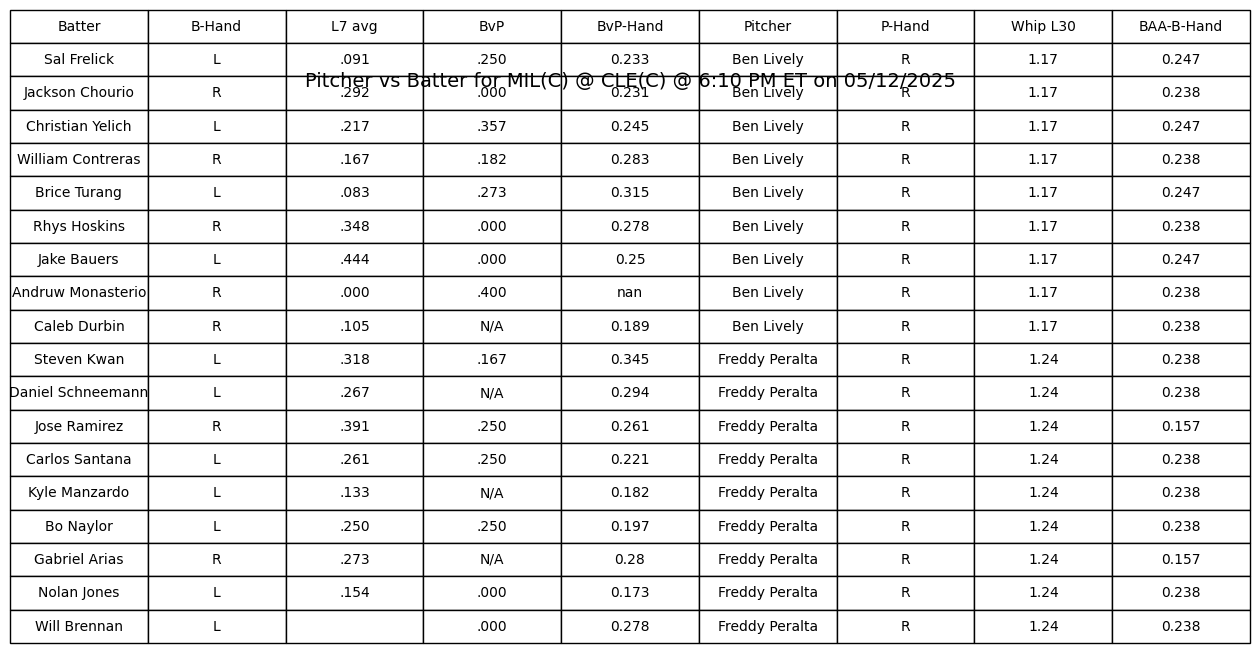 Batter B-Hand L7 avg BvP BvP-Hand Pitcher P-Hand Whip L30 BAA-B-Hand
Sal Frelick L .091 .250 0.233 Ben Lively R 1.17 0.247
Pitcher vs Batter for MIL(C) @ CLE(C) @ 6:10 PM ET on 05/12/2025
Jackson Chourio R .292 .000 0.231 Ben Lively R 1.17 0.238
Christian Yelich L .217 .357 0.245 Ben Lively R 1.17 0.247
William Contreras R .167 .182 0.283 Ben Lively R 1.17 0.238
Brice Turang L .083 .273 0.315 Ben Lively R 1.17 0.247
Rhys Hoskins R .348 .000 0.278 Ben Lively R 1.17 0.238
Jake Bauers L .444 .000 0.25 Ben Lively R 1.17 0.247
Andruw Monasterio R .000 .400 nan Ben Lively R 1.17 0.238
Caleb Durbin R .105 N/A 0.189 Ben Lively R 1.17 0.238
Steven Kwan L .318 .167 0.345 Freddy Peralta R 1.24 0.238
Daniel Schneemann L .267 N/A 0.294 Freddy Peralta R 1.24 0.238
Jose Ramirez R .391 .250 0.261 Freddy Peralta R 1.24 0.157
Carlos Santana L .261 .250 0.221 Freddy Peralta R 1.24 0.238
Kyle Manzardo L .133 N/A 0.182 Freddy Peralta R 1.24 0.238
Bo Naylor L .250 .250 0.197 Freddy Peralta R 1.24 0.238
Gabriel Arias R .273 N/A 0.28 Freddy Peralta R 1.24 0.157
Nolan Jones L .154 .000 0.173 Freddy Peralta R 1.24 0.238
Will Brennan L .000 0.278 Freddy Peralta R 1.24 0.238